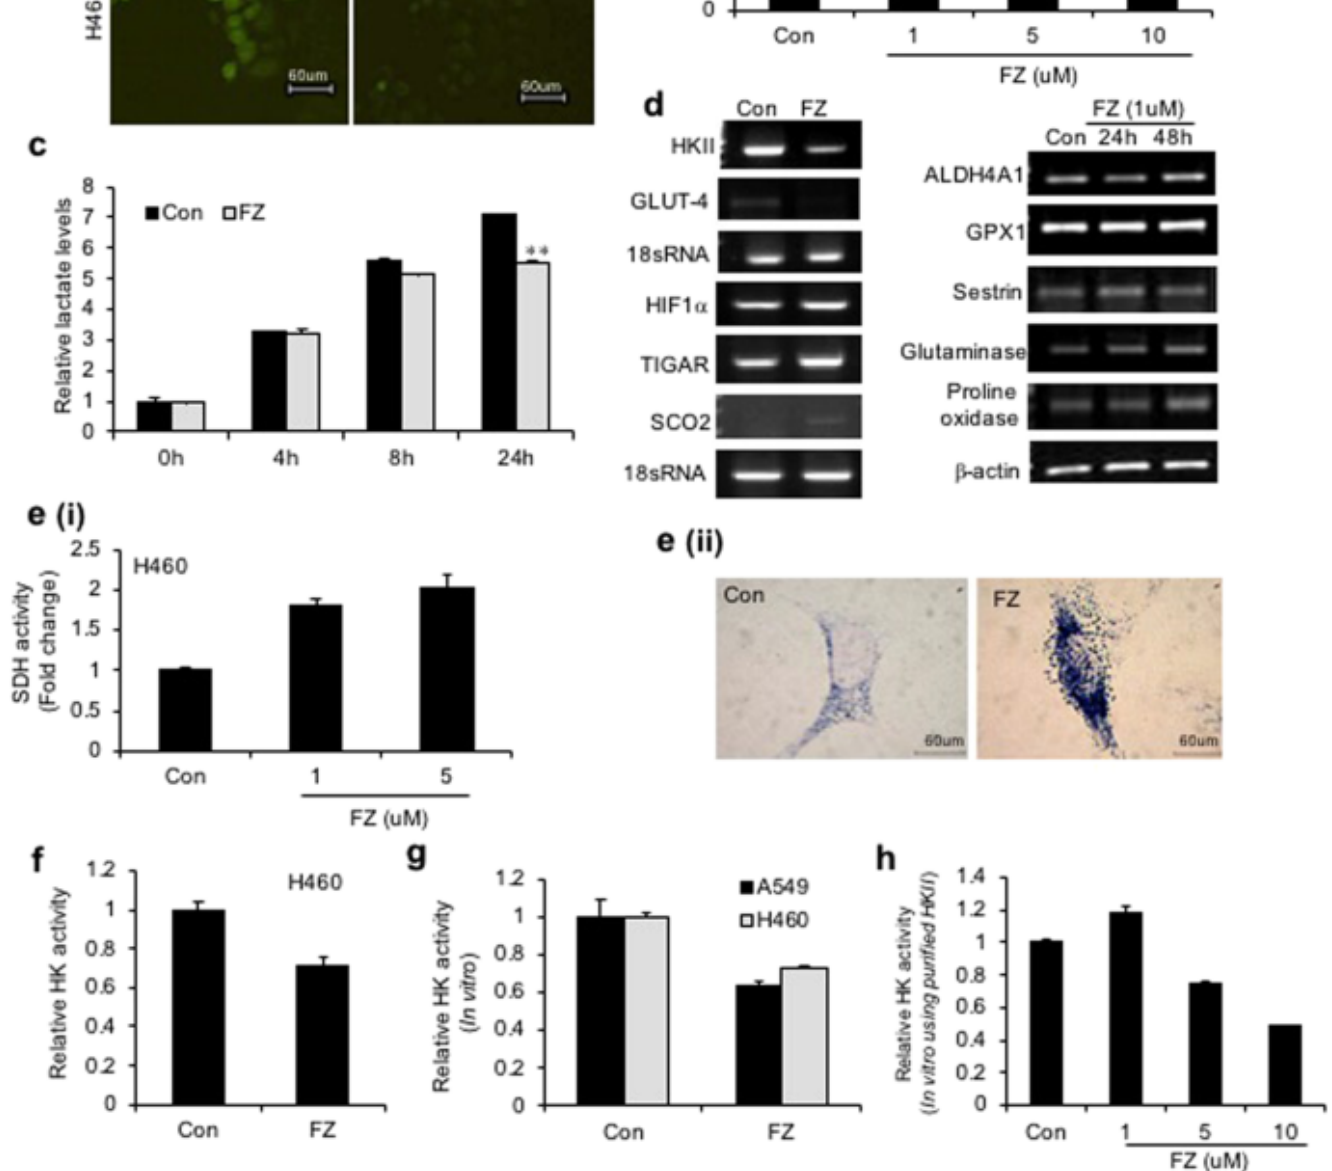 H46
60um
60um
0
Con
1
5
10
FZ (uM)
c
8
7
6
5
4
3
2
1
0
Relative lactate levels
Con
FZ
**
0h
4h
8h
24h
d
Con FZ
HKII
GLUT-4
18sRNA
HIF1α
TIGAR
SCO2
18sRNA
FZ (1uM)
Con 24h 48h
ALDH4A1
GPX1
Sestrin
Glutaminase
Proline
oxidase
β-actin
e (i)
H460
SDH activity
(Fold change)
2.5
2
1.5
1
0.5
0
Con
1
5
FZ (uM)
e (ii)
Con
60um
FZ
60um
f
H460
Relative HK activity
1.2
1
0.8
0.6
0.4
0.2
0
Con
FZ
g
A549
H460
Relative HK activity
(In vitro)
1.2
1
0.8
0.6
0.4
0.2
0
Con
FZ
h
Relative HK activity
(In vitro using purified HKII)
1.4
1.2
1
0.8
0.6
0.4
0.2
0
Con
1
5
10
FZ (uM)